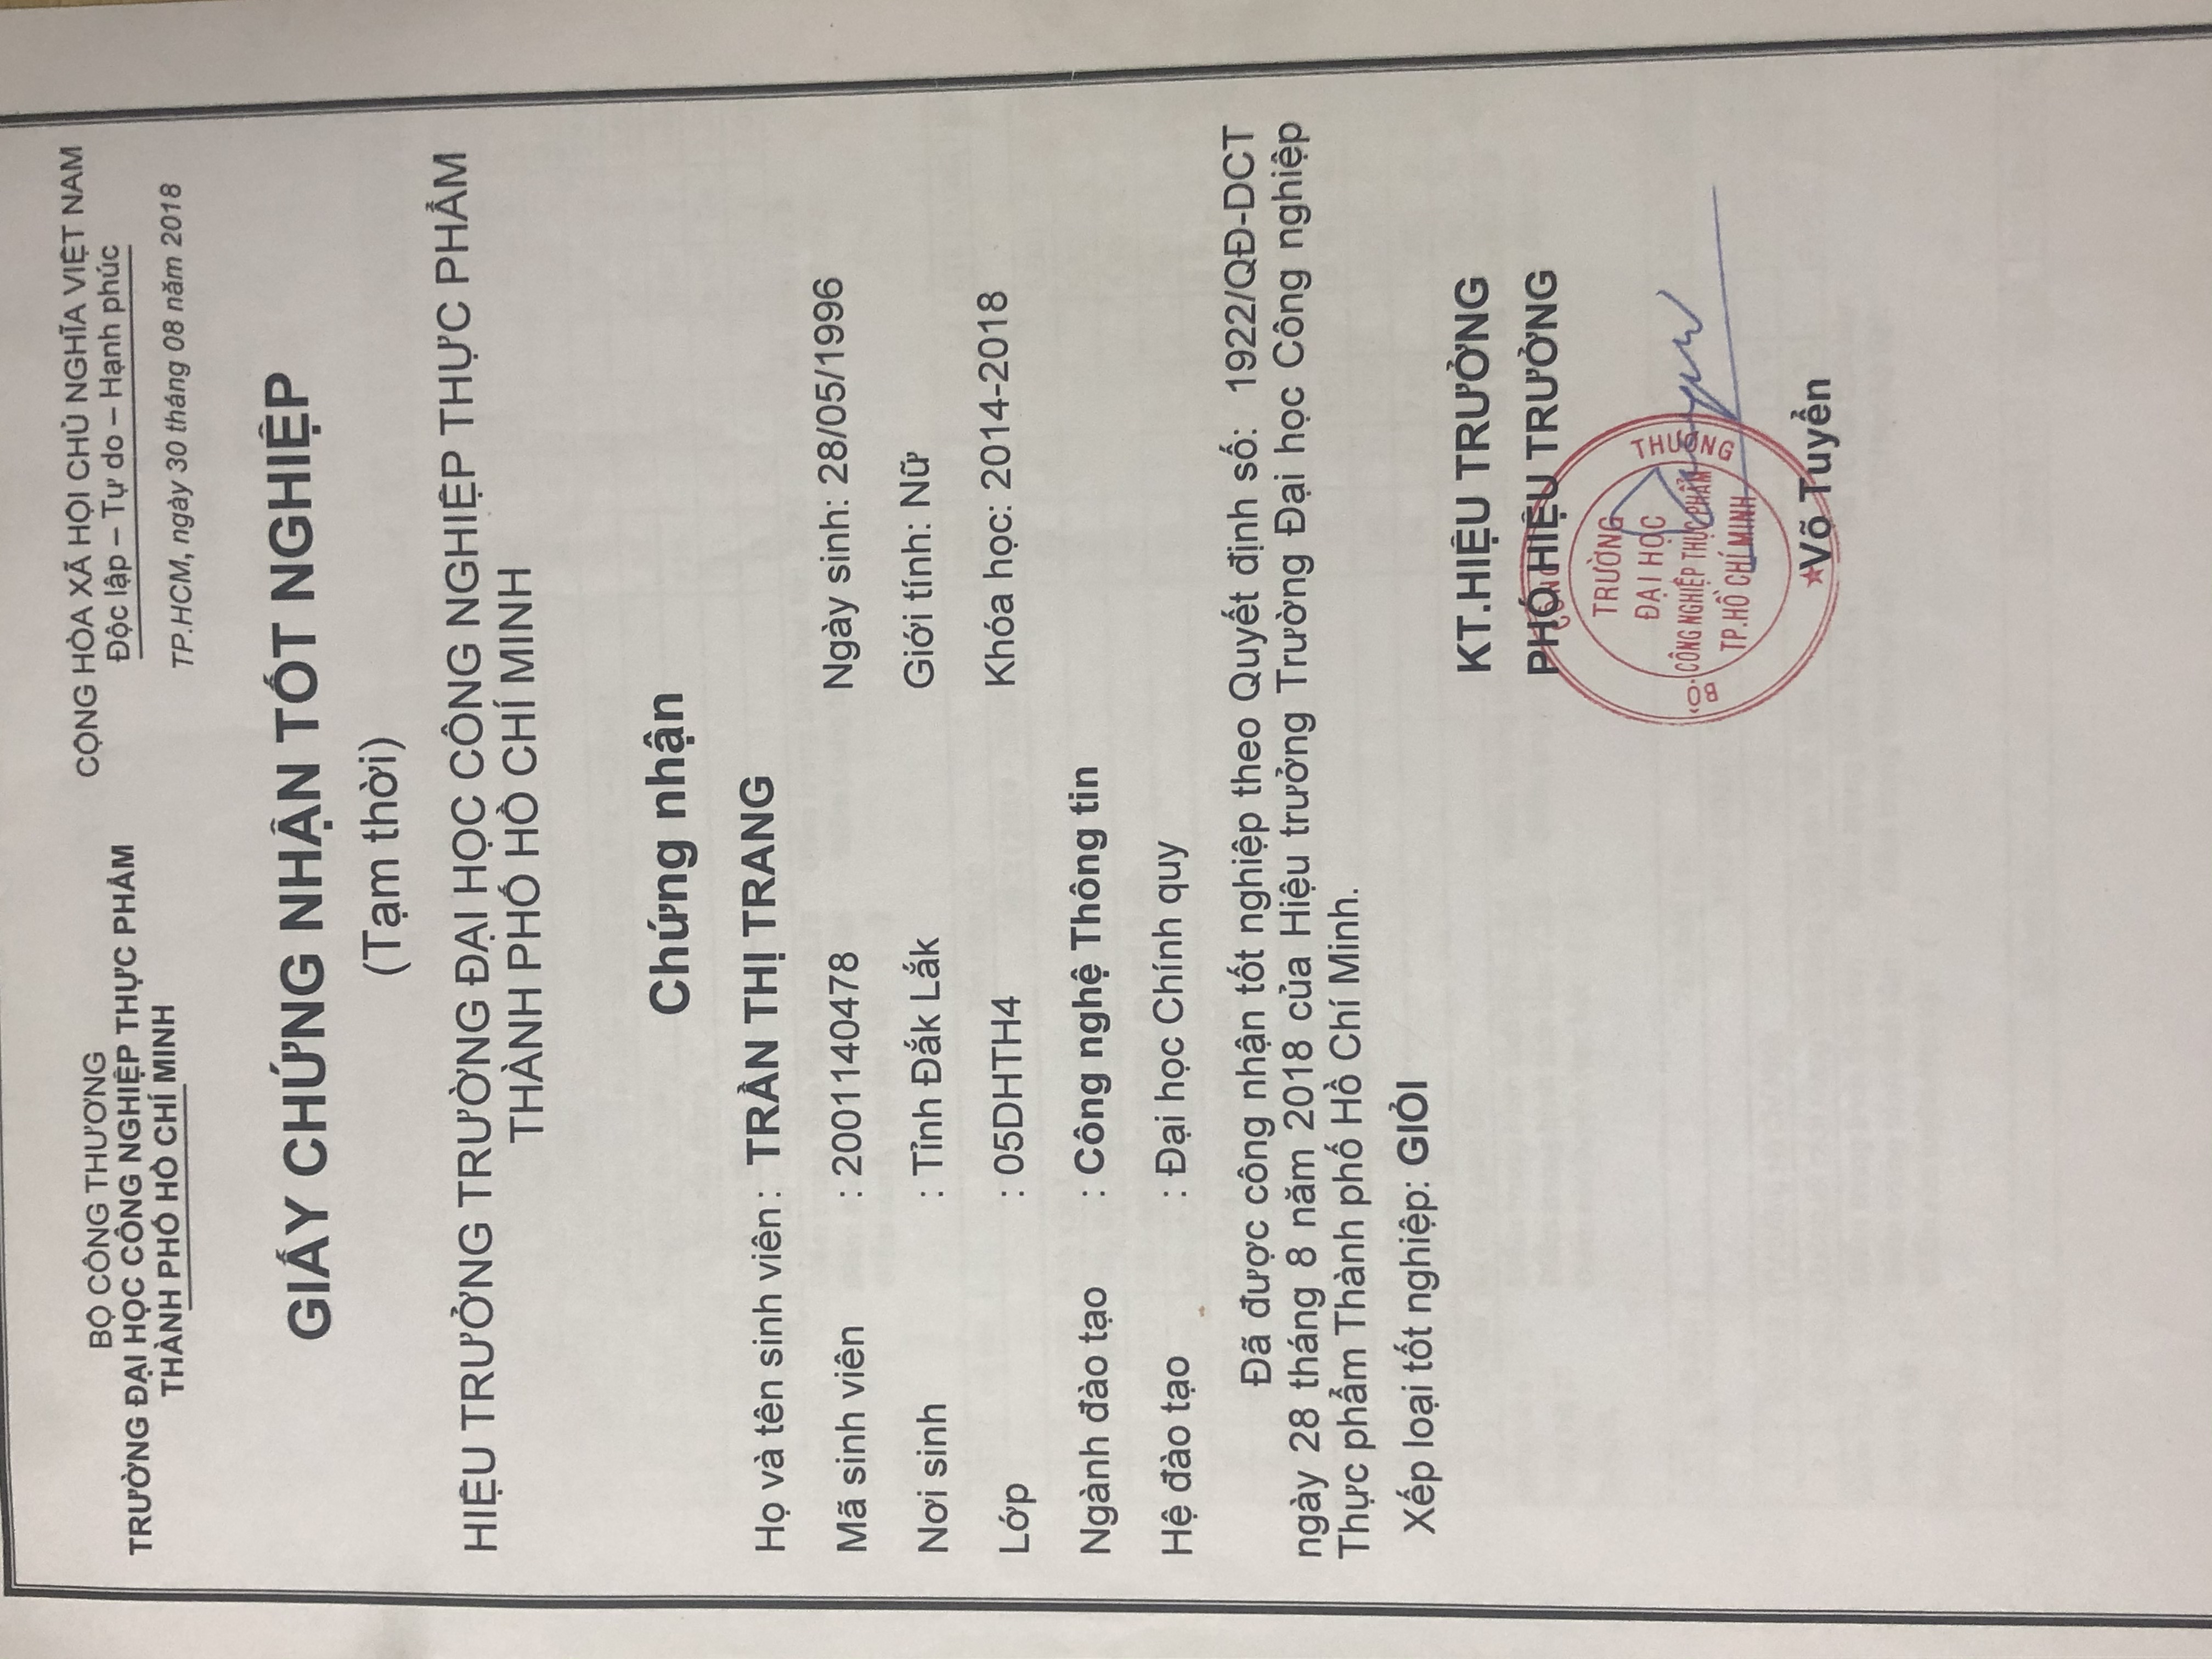 BỘ CÔNG THƯƠNG
TRƯỜNG ĐẠI HỌC CÔNG NGHIỆP THỰC PHẨM
THÀNH PHỐ HỒ CHÍ MINH
CỘNG HÒA XÃ HỘI CHỦ NGHĨA VIỆT NAM
Độc lập – Tự do – Hạnh phúc
TP.HCM, ngày 30 tháng 08 năm 2018
GIẤY CHỨNG NHẬN TỐT NGHIỆP
(Tạm thời)
HIỆU TRƯỞNG TRƯỜNG ĐẠI HỌC CÔNG NGHIỆP THỰC PHẨM
THÀNH PHỐ HỒ CHÍ MINH
Chứng nhận
Họ và tên sinh viên : TRẦN THỊ TRANG
Mã sinh viên : 2001140478 Ngày sinh: 28/05/1996
Nơi sinh : Tỉnh Đắk Lắk Giới tính: Nữ
Lớp : 05DHTH4 Khóa học: 2014-2018
Ngành đào tạo : Công nghệ Thông tin
Hệ đào tạo : Đại học Chính quy
Đã được công nhận tốt nghiệp theo Quyết định số: 1922/QĐ-DCT
ngày 28 tháng 8 năm 2018 của Hiệu trưởng Trường Đại học Công nghiệp
Thực phẩm Thành phố Hồ Chí Minh.
Xếp loại tốt nghiệp: GIỎI
KT.HIỆU TRƯỞNG
PHÓ HIỆU TRƯỞNG
BỘ CÔNG THƯƠNG
TRƯỜNG
ĐẠI HỌC
CÔNG NGHIỆP THỰC PHẨM
TP.HỒ CHÍ MINH
Võ Tuyển